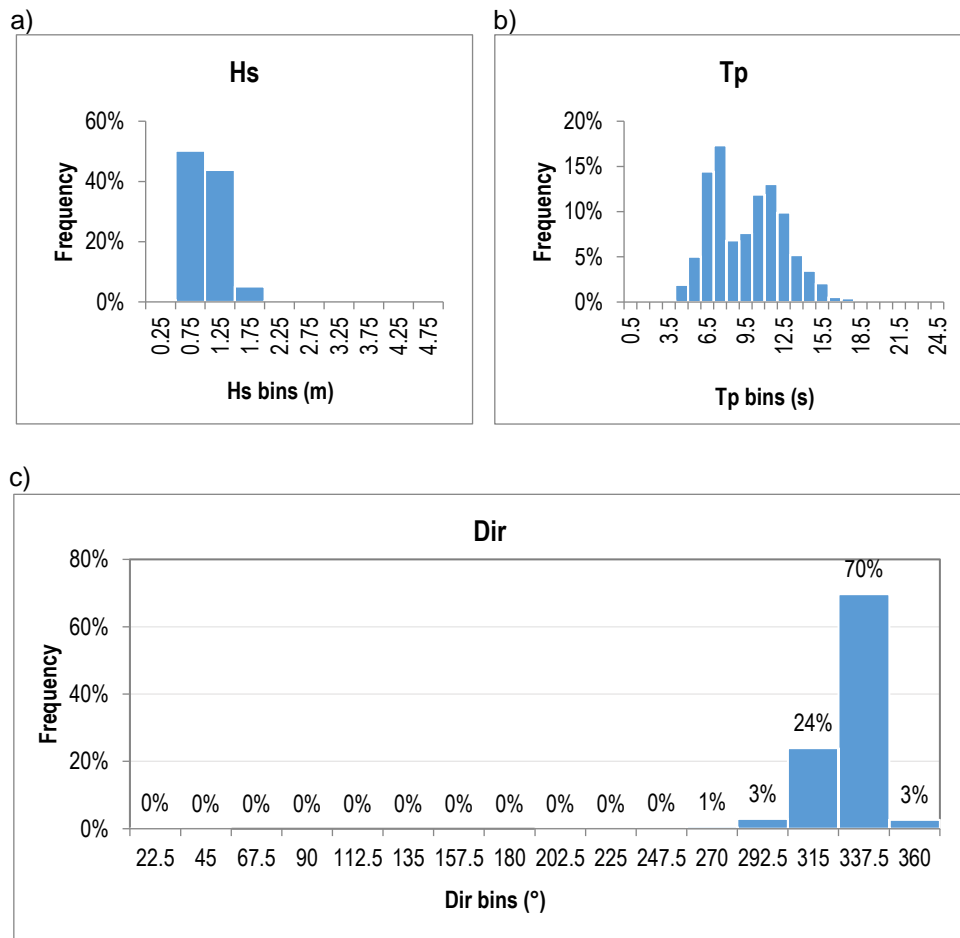 a)
Hs
60%
40%
20%
0%
Frequency
0.25 0.75 1.25 1.75 2.25 2.75 3.25 3.75 4.25 4.75
Hs bins (m)
b)
Tp
20%
15%
10%
5%
0%
Frequency
0.5 3.5 6.5 9.5 12.5 15.5 18.5 21.5 24.5
Tp bins (s)
c)
Dir
80%
60%
40%
20%
0%
Frequency
0% 0% 0% 0% 0% 0% 0% 0% 0% 0% 0% 1% 3% 24% 70% 3%
22.5 45 67.5 90 112.5 135 157.5 180 202.5 225 247.5 270 292.5 315 337.5 360
Dir bins (°)